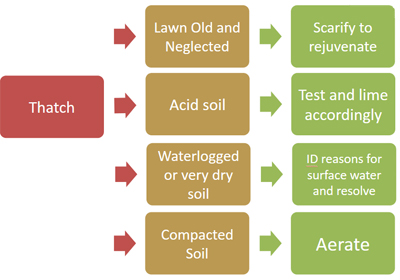 Lawn Old and
Neglected
Scarify to
rejuvenate
Thatch
Acid soil
Test and lime
accordingly
Waterlogged
or very dry
soil
ID reasons for
surface water
and resolve
Compacted
Soil
Aerate